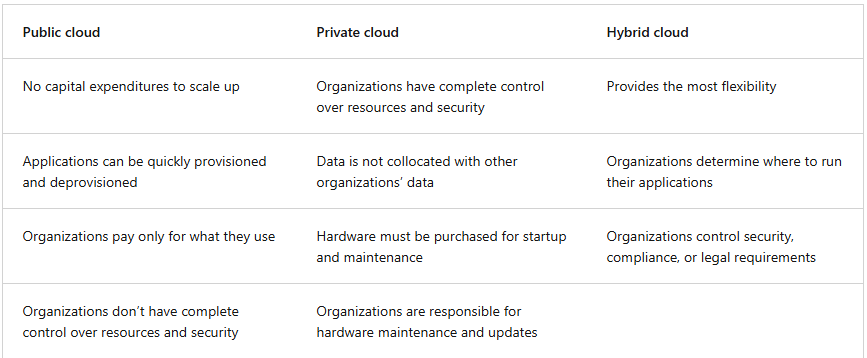 Public cloud
Private cloud
Hybrid cloud
No capital expenditures to scale up
Organizations have complete control
over resources and security
Provides the most flexibility
Applications can be quickly provisioned
and deprovisioned
Data is not collocated with other
organizations’ data
Organizations determine where to run
their applications
Organizations pay only for what they use
Hardware must be purchased for startup
and maintenance
Organizations control security,
compliance, or legal requirements
Organizations don’t have complete
control over resources and security
Organizations are responsible for
hardware maintenance and updates